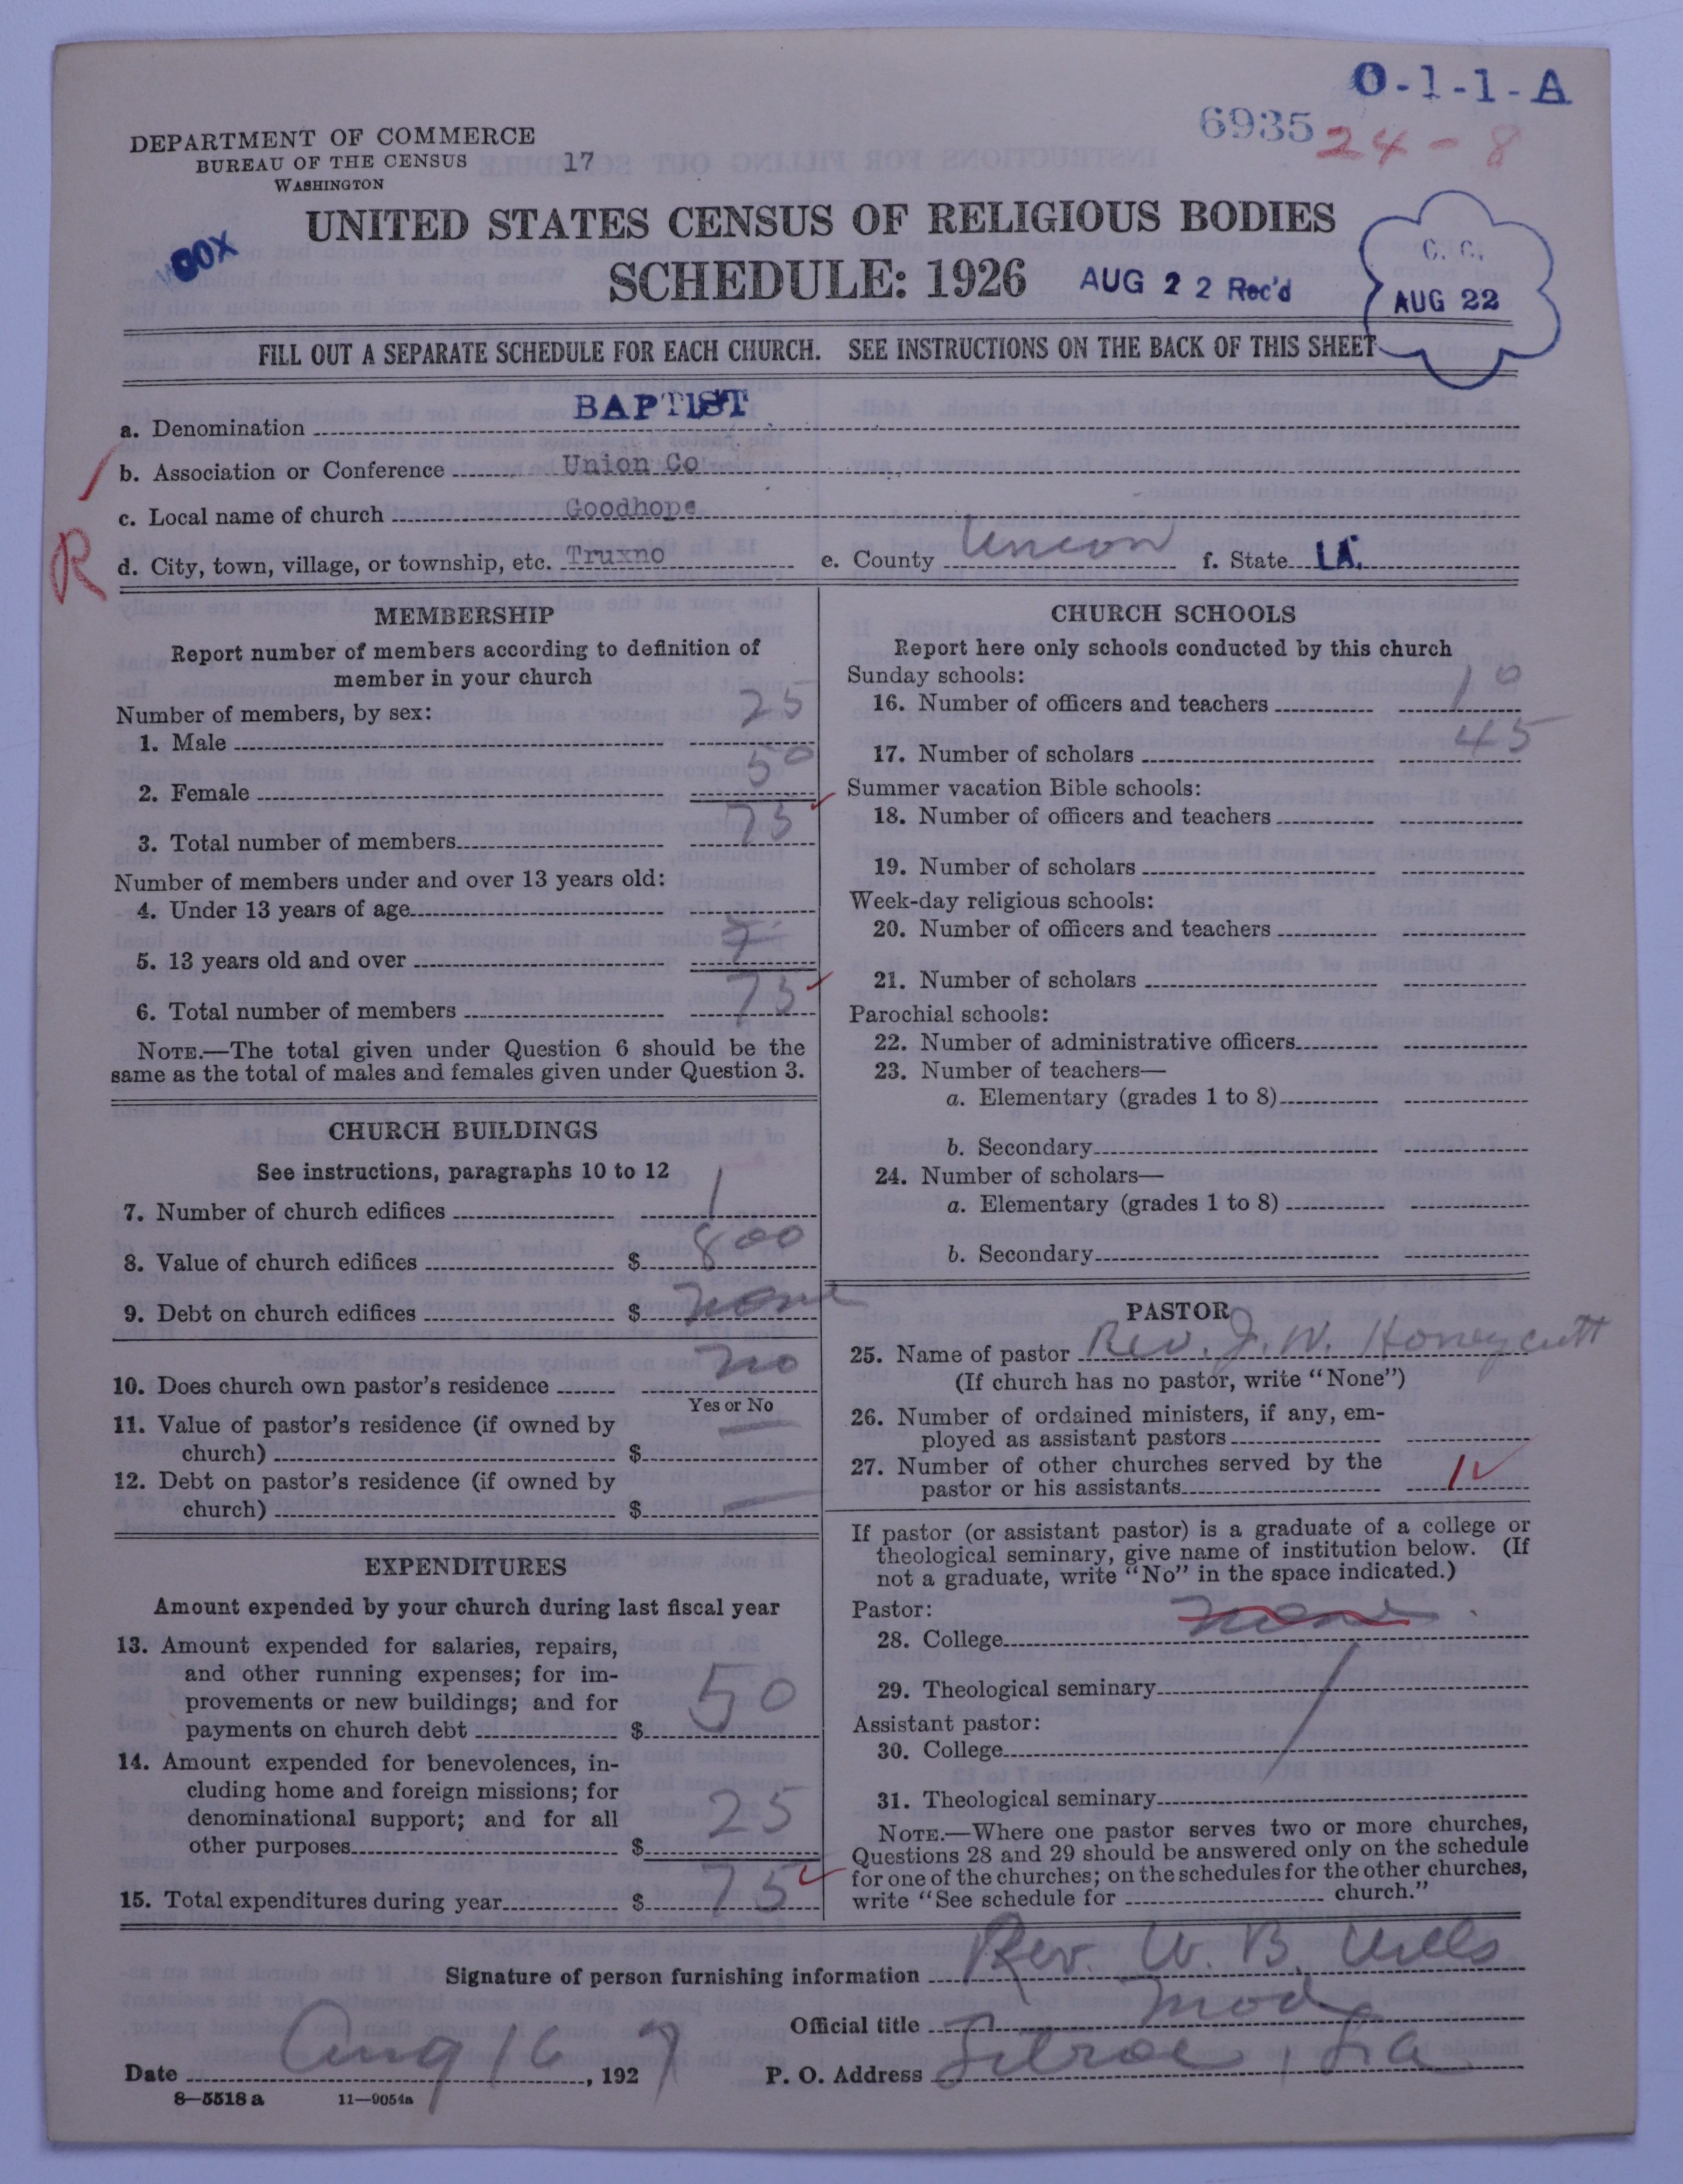 O-1-1-A
6935 24-8
DEPARTMENT OF COMMERCE
BUREAU OF THE CENSUS 17
WASHINGTON
UNITED STATES CENSUS OF RELIGIOUS BODIES
SCHEDULE: 1926 AUG 22 Rec'd
C. C.
AUG 22
FILL OUT A SEPARATE SCHEDULE FOR EACH CHURCH. SEE INSTRUCTIONS ON THE BACK OF THIS SHEET
a. Denomination BAPTIST
b. Association or Conference Union Co
c. Local name of church Goodhope
R
d. City, town, village, or township, etc. Truxno e. County Union f. State LA.
MEMBERSHIP
Report number of members according to definition of
member in your church
Number of members, by sex:
1. Male 25
2. Female 50
3. Total number of members 75
Number of members under and over 13 years old:
4. Under 13 years of age
5. 13 years old and over
6. Total number of members 75
NOTE.—The total given under Question 6 should be the
same as the total of males and females given under Question 3.
CHURCH BUILDINGS
See instructions, paragraphs 10 to 12
7. Number of church edifices 1
8. Value of church edifices $ 800
9. Debt on church edifices $ none
10. Does church own pastor's residence no
Yes or No
11. Value of pastor's residence (if owned by
church) $ —
12. Debt on pastor's residence (if owned by
church) $ —
EXPENDITURES
Amount expended by your church during last fiscal year
13. Amount expended for salaries, repairs,
and other running expenses; for im-
provements or new buildings; and for
payments on church debt $ 50
14. Amount expended for benevolences, in-
cluding home and foreign missions; for
denominational support; and for all
other purposes $ 25
15. Total expenditures during year $ 75
CHURCH SCHOOLS
Report here only schools conducted by this church
Sunday schools:
16. Number of officers and teachers 10
17. Number of scholars 45
Summer vacation Bible schools:
18. Number of officers and teachers
19. Number of scholars
Week-day religious schools:
20. Number of officers and teachers
21. Number of scholars
Parochial schools:
22. Number of administrative officers
23. Number of teachers—
a. Elementary (grades 1 to 8)
b. Secondary
24. Number of scholars—
a. Elementary (grades 1 to 8)
b. Secondary
PASTOR
25. Name of pastor Rev. J. W. Honeycutt
(If church has no pastor, write "None")
26. Number of ordained ministers, if any, em-
ployed as assistant pastors
27. Number of other churches served by the
pastor or his assistants 1
If pastor (or assistant pastor) is a graduate of a college or
theological seminary, give name of institution below. (If
not a graduate, write "No" in the space indicated.)
Pastor:
28. College none
29. Theological seminary
Assistant pastor:
30. College
31. Theological seminary
NOTE.—Where one pastor serves two or more churches,
Questions 28 and 29 should be answered only on the schedule
for one of the churches; on the schedules for the other churches,
write "See schedule for church."
Signature of person furnishing information Rev. W. B. Wells
Official title Mod
Date Aug 16, 1927 P. O. Address La
8—5518 a 11—9054a